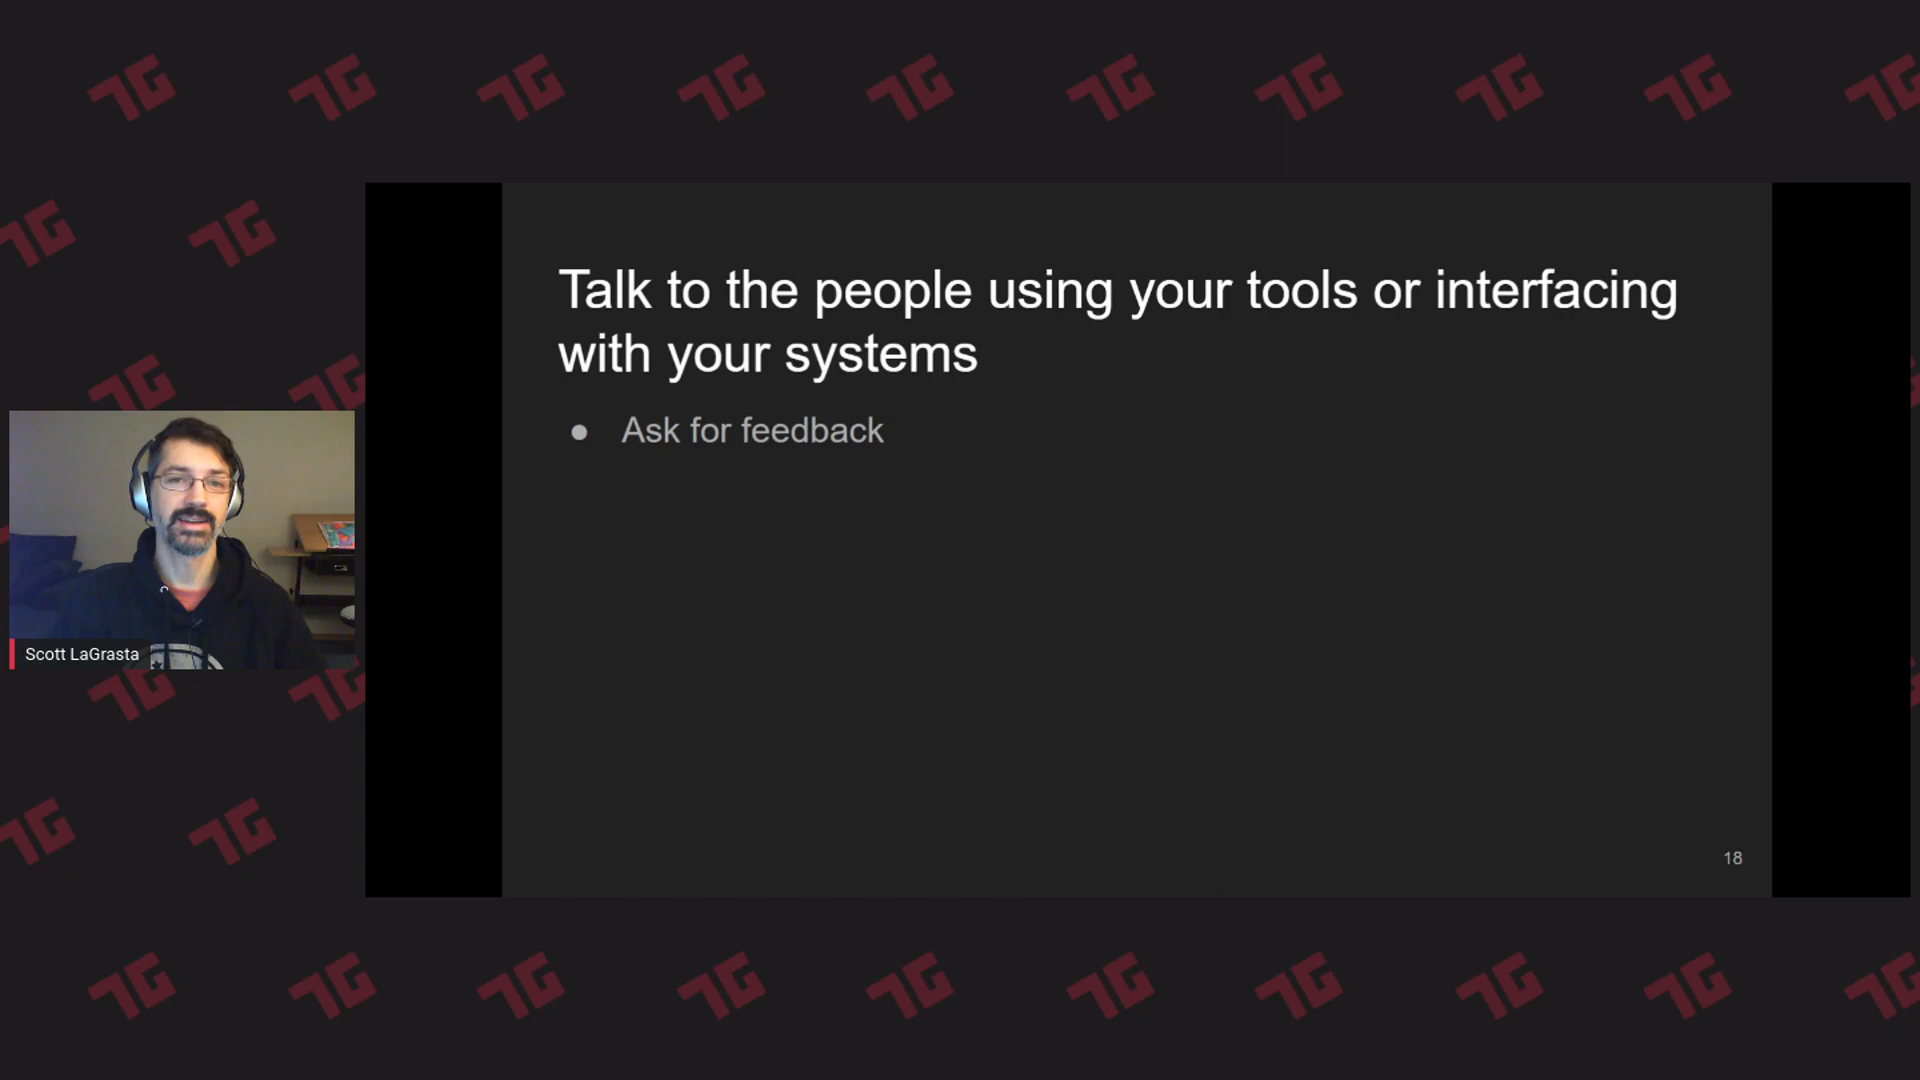 Talk to the people using your tools or interfacing
with your systems
● Ask for feedback
Scott LaGrasta
18